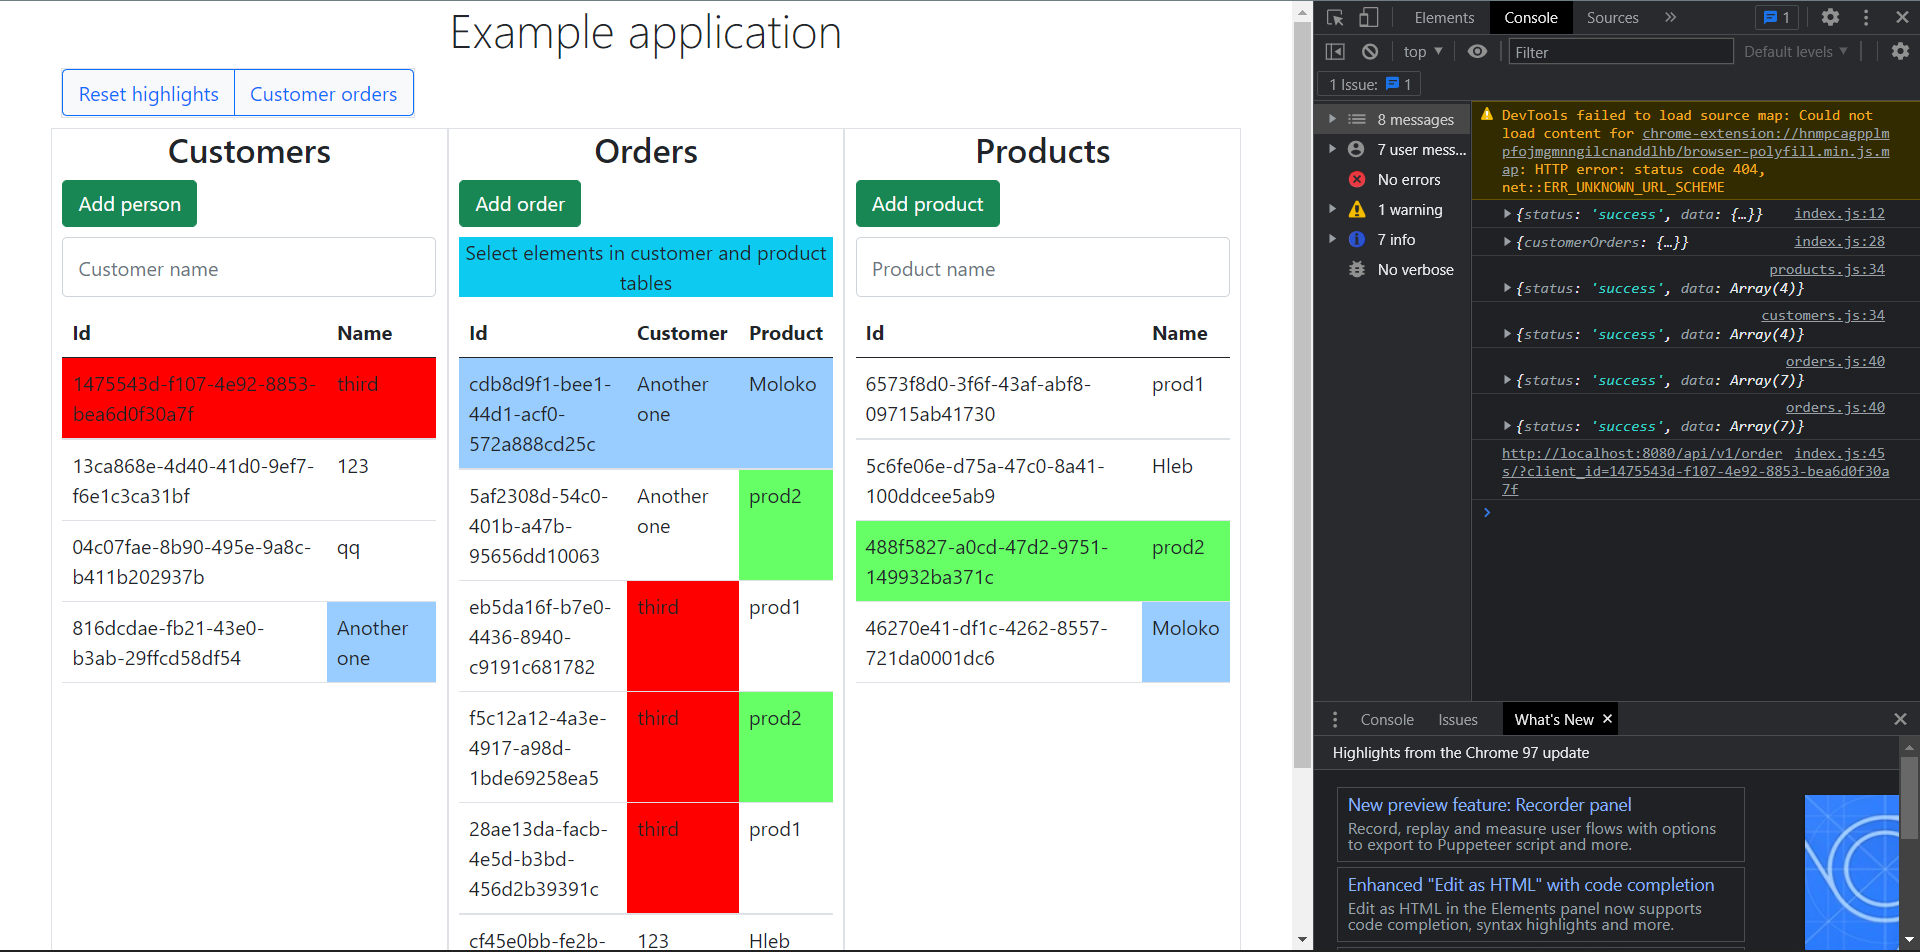 Example application
Reset highlights
Customer orders
Customers
Add person
Customer name
Id Name
1475543d-f107-4e92-8853- third
bea6d0f30a7f
13ca868e-4d40-41d0-9ef7- 123
f6e1c3ca31bf
04c07fae-8b90-495e-9a8c- qq
b411b202937b
816dcdae-fb21-43e0- Another
b3ab-29ffcd58df54 one
Orders
Add order
Select elements in customer and product
tables
Id Customer Product
cdb8d9f1-bee1- Another Moloko
44d1-acf0- one
572a888cd25c
5af2308d-54c0- Another prod2
401b-a47b- one
95656dd10063
eb5da16f-b7e0- third prod1
4436-8940-
c9191c681782
f5c12a12-4a3e- third prod2
4917-a98d-
1bde69258ea5
28ae13da-facb- third prod1
4e5d-b3bd-
456d2b39391c
cf45e0bb-fe2b- 123 Hleb
Products
Add product
Product name
Id Name
6573f8d0-3f6f-43af-abf8- prod1
09715ab41730
5c6fe06e-d75a-47c0-8a41- Hleb
100ddcee5ab9
488f5827-a0cd-47d2-9751- prod2
149932ba371c
46270e41-df1c-4262-8557- Moloko
721da0001dc6
Elements Console Sources » 1
top ▼ Filter Default levels ▼
1 Issue: 1
8 messages
7 user mess...
No errors
1 warning
7 info
No verbose
DevTools failed to load source map: Could not
load content for chrome-extension://hnmpcagpplm
pfojmgmnngilcnanddlhb/browser-polyfill.min.js.m
ap: HTTP error: status code 404,
net::ERR_UNKNOWN_URL_SCHEME
{status: 'success', data: {…}} index.js:12
{customerOrders: {…}} index.js:28
products.js:34
{status: 'success', data: Array(4)}
customers.js:34
{status: 'success', data: Array(4)}
orders.js:40
{status: 'success', data: Array(7)}
orders.js:40
{status: 'success', data: Array(7)}
http://localhost:8080/api/v1/order index.js:45
s/?client_id=1475543d-f107-4e92-8853-bea6d0f30a
7f
Console Issues What's New ×
Highlights from the Chrome 97 update
New preview feature: Recorder panel
Record, replay and measure user flows with options
to export to Puppeteer script and more.
Enhanced "Edit as HTML" with code completion
Edit as HTML in the Elements panel now supports
code completion, syntax highlights and more.